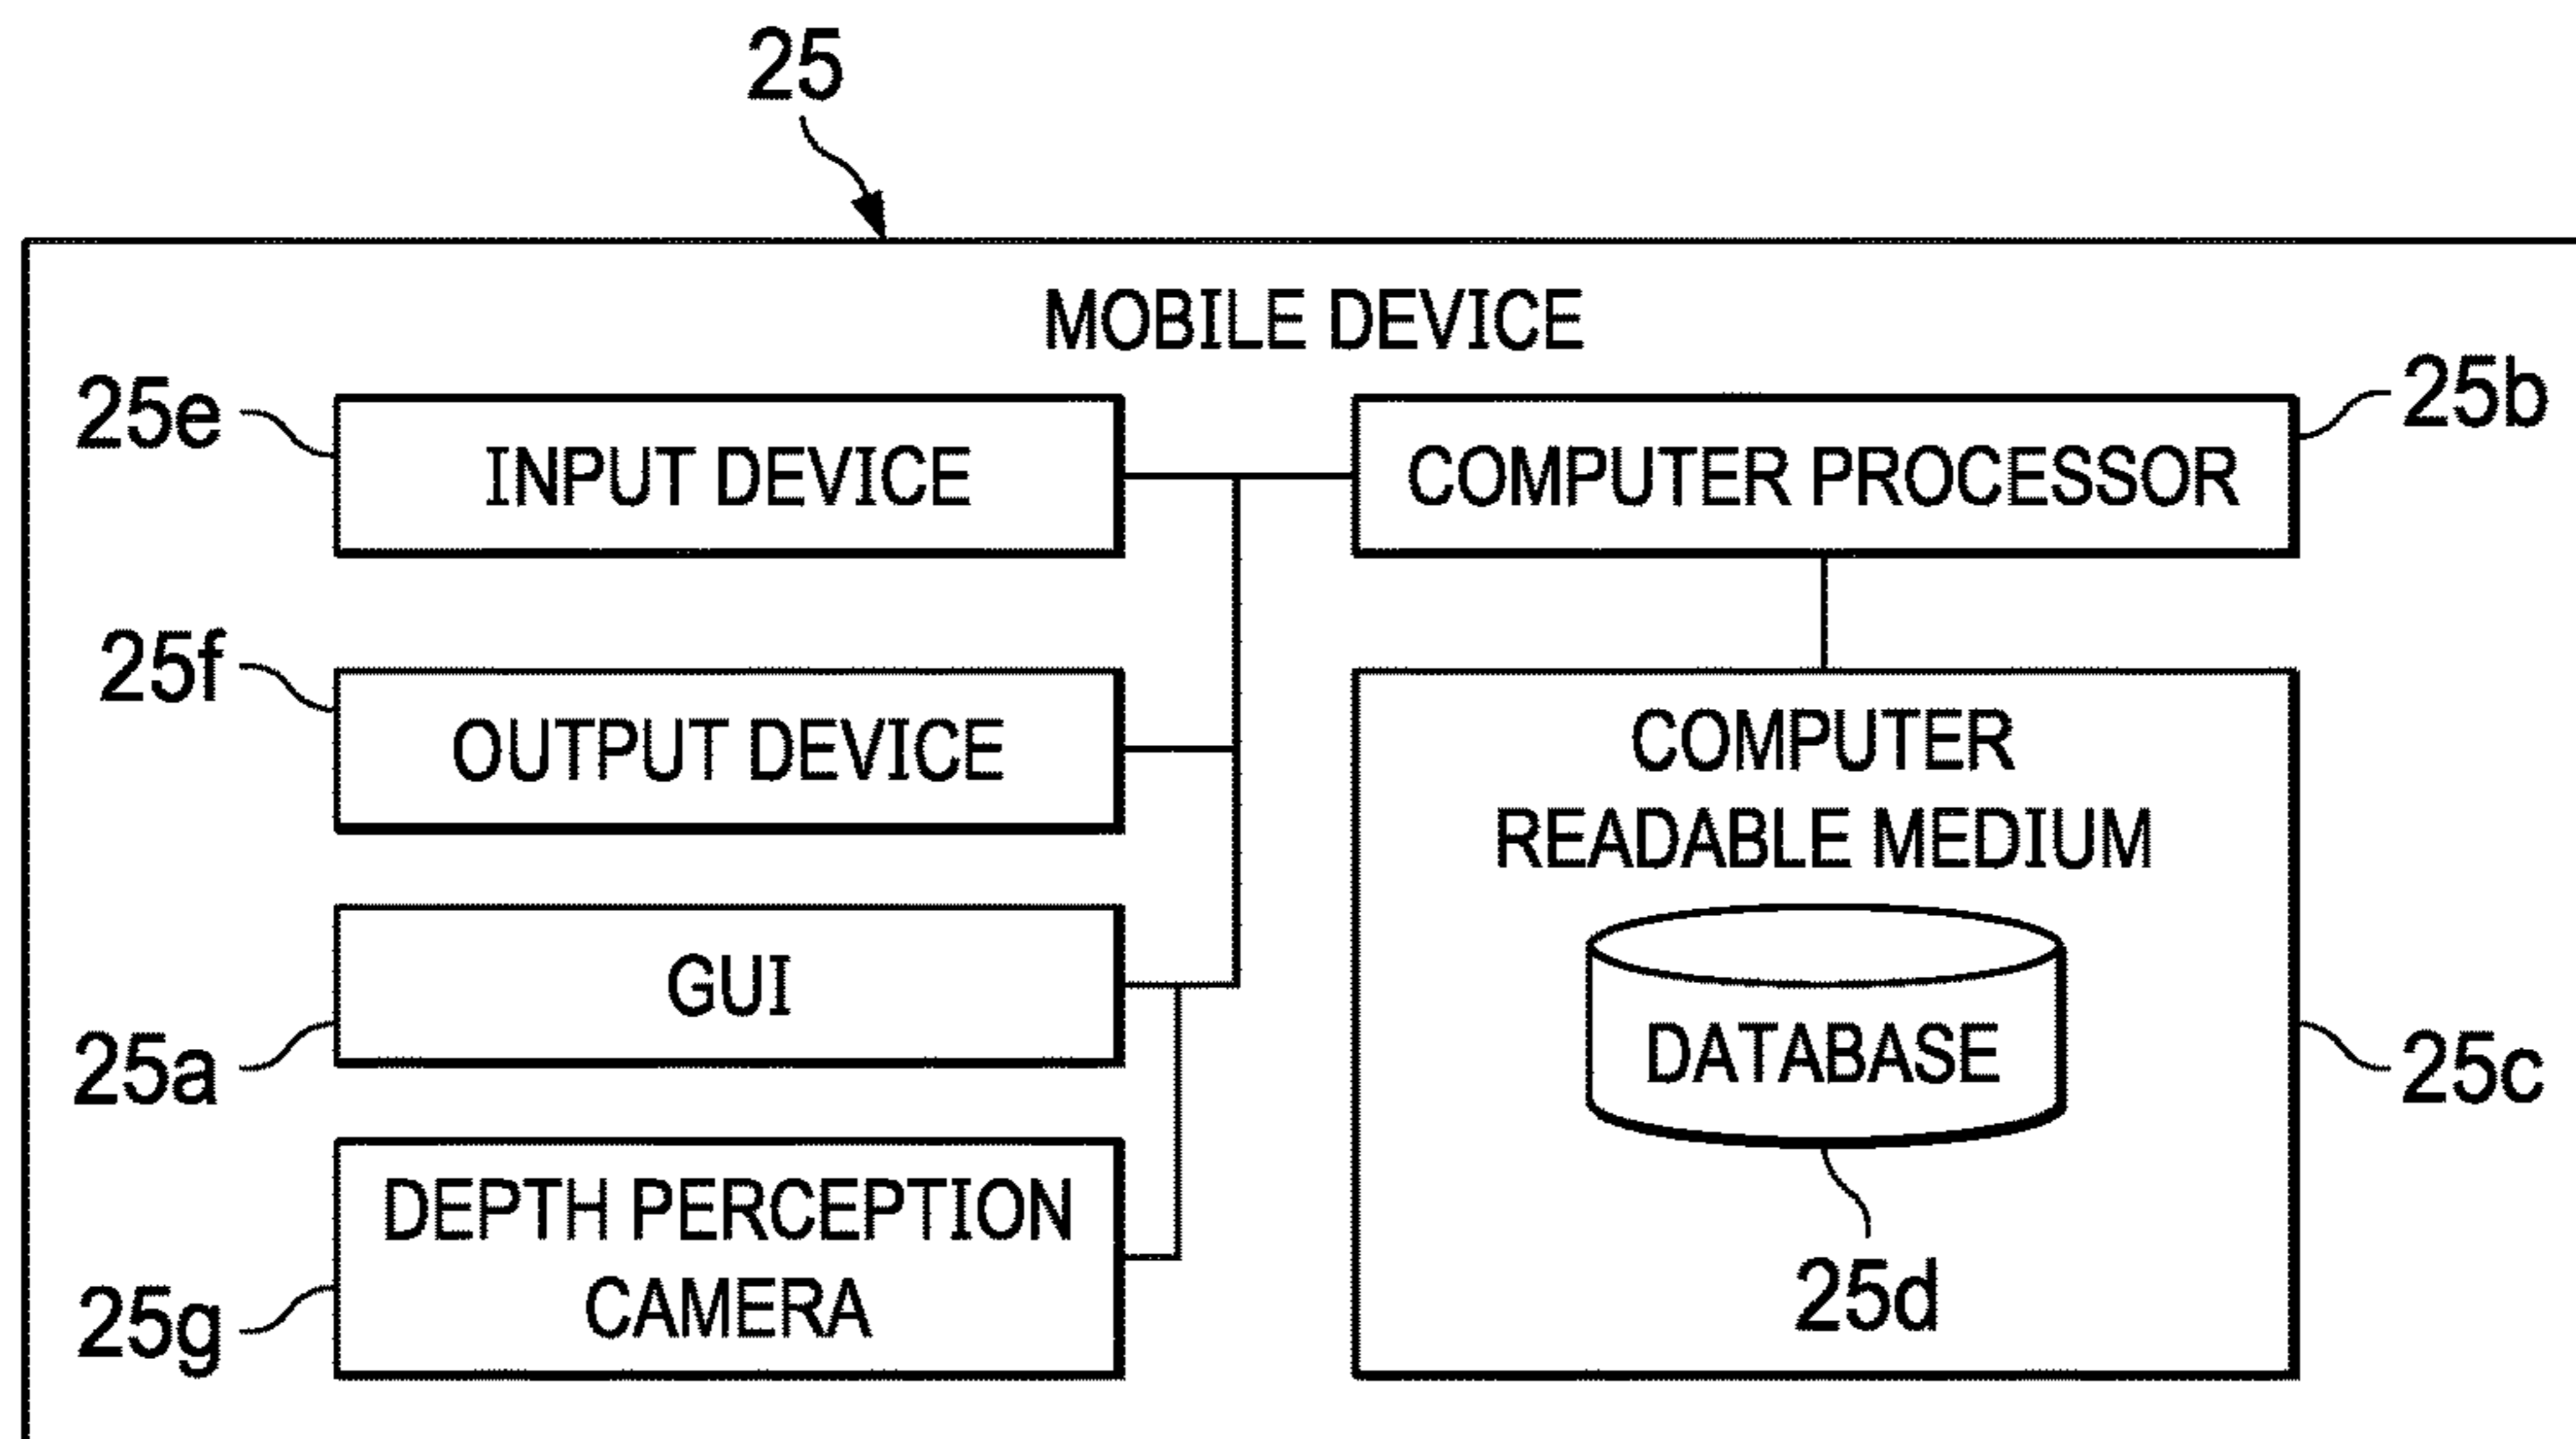 25
MOBILE DEVICE
25e
INPUT DEVICE
COMPUTER PROCESSOR
25b
25f
OUTPUT DEVICE
COMPUTER
READABLE MEDIUM
GUI
25a
DATABASE
25c
DEPTH PERCEPTION
CAMERA
25g
25d